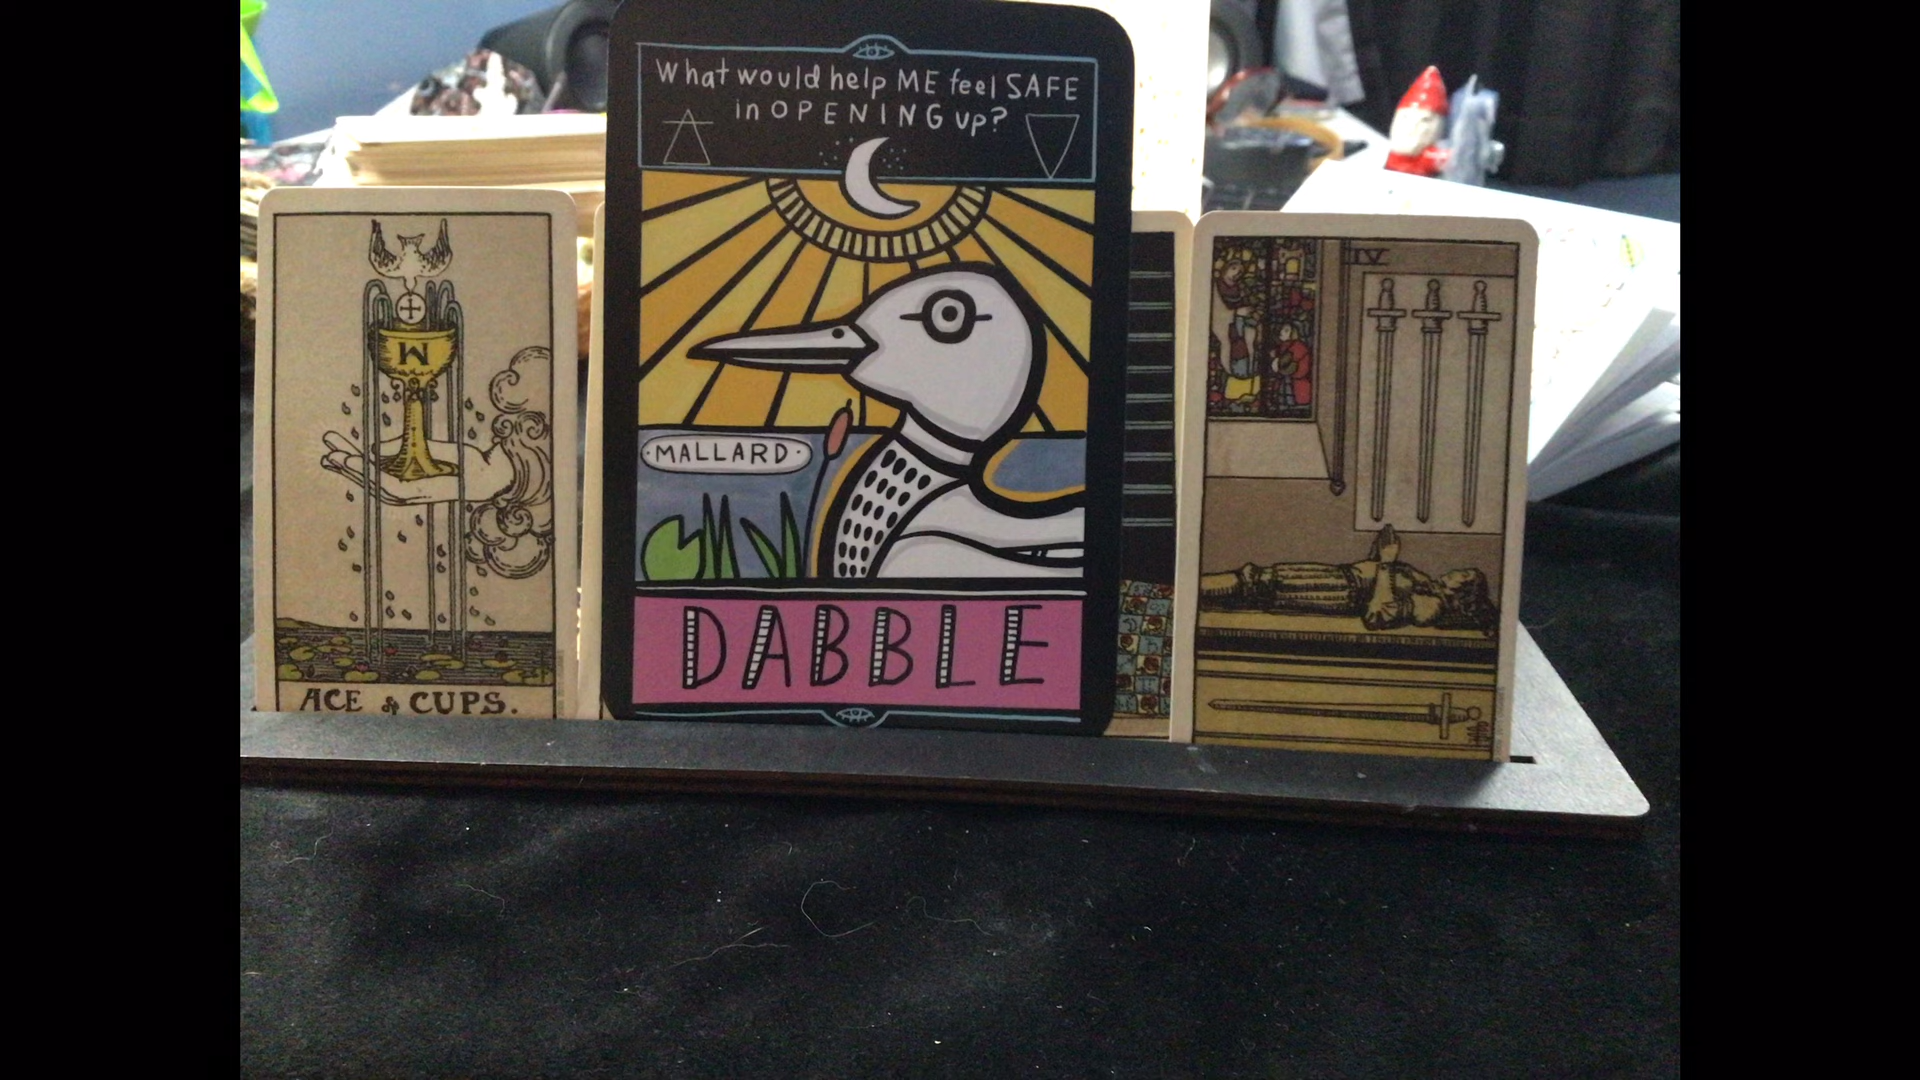 What would help ME feel SAFE
in OPENING up?
·MALLARD·
DABBLE
ACE of CUPS.
W
IV